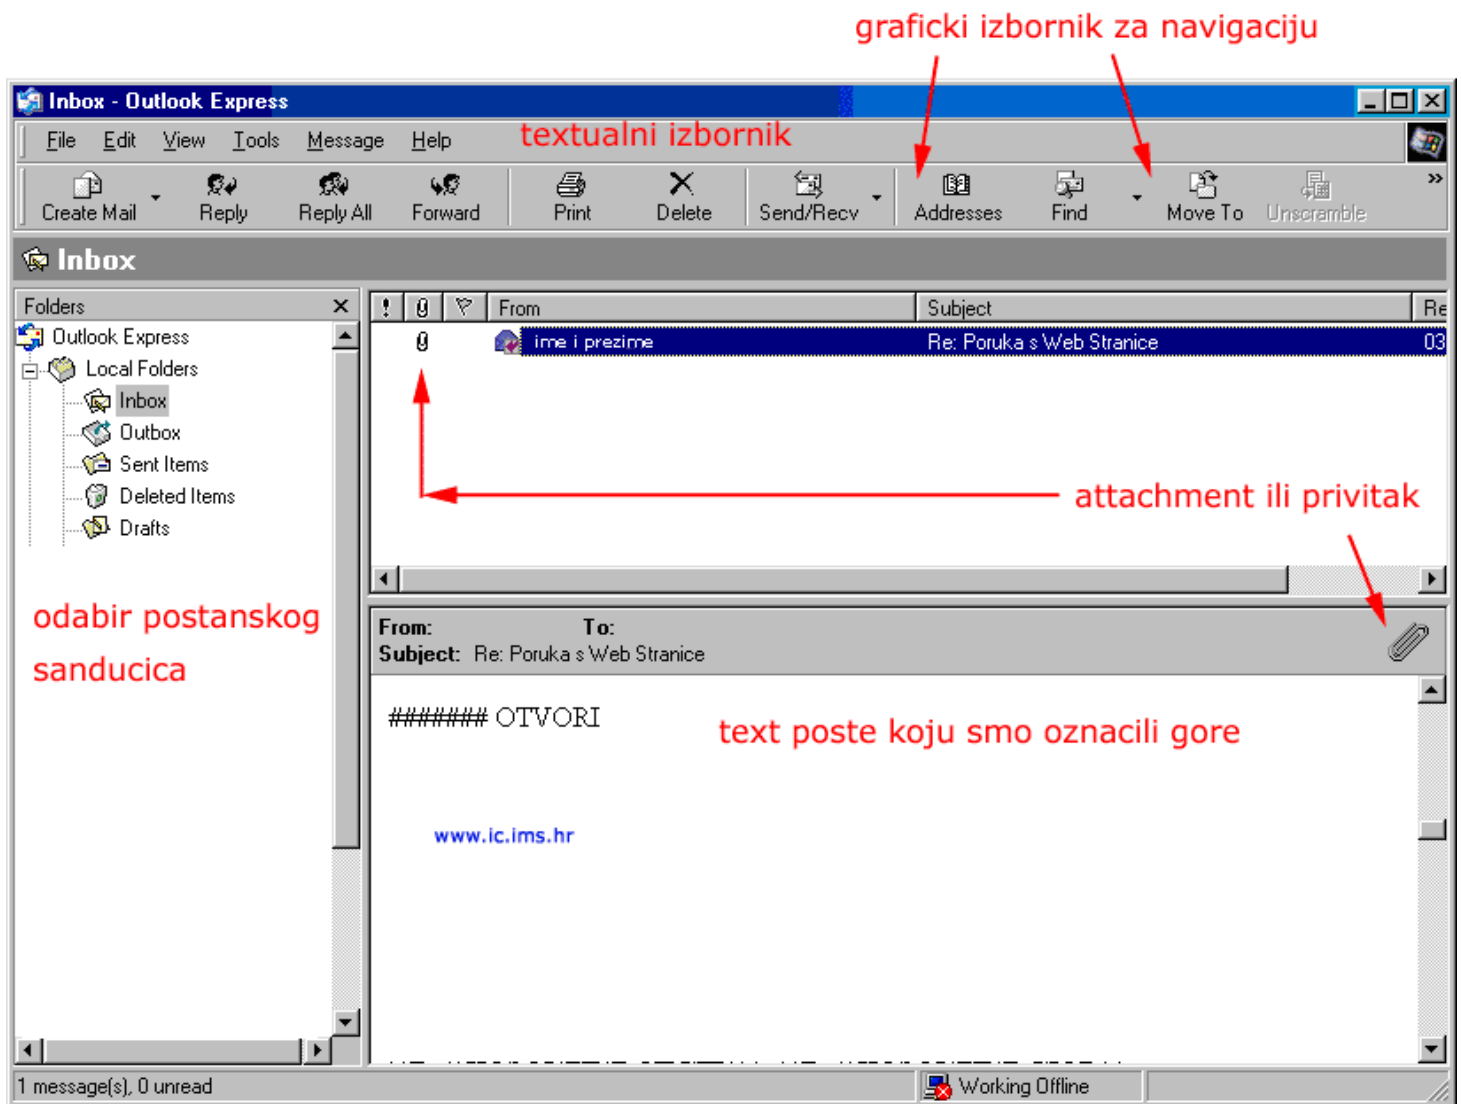 graficki izbornik za navigaciju
Inbox - Outlook Express
File Edit View Tools Message Help
textualni izbornik
Create Mail Reply Reply All Forward Print Delete Send/Recv Addresses Find Move To Unscramble »
Inbox
Folders
Outlook Express
Local Folders
Inbox
Outbox
Sent Items
Deleted Items
Drafts
odabir postanskog
sanducica
! From Subject Re
ime i prezime Re: Poruka s Web Stranice 03
attachment ili privitak
From: To:
Subject: Re: Poruka s Web Stranice
####### OTVORI
text poste koju smo oznacili gore
www.ic.ims.hr
1 message(s), 0 unread
Working Offline